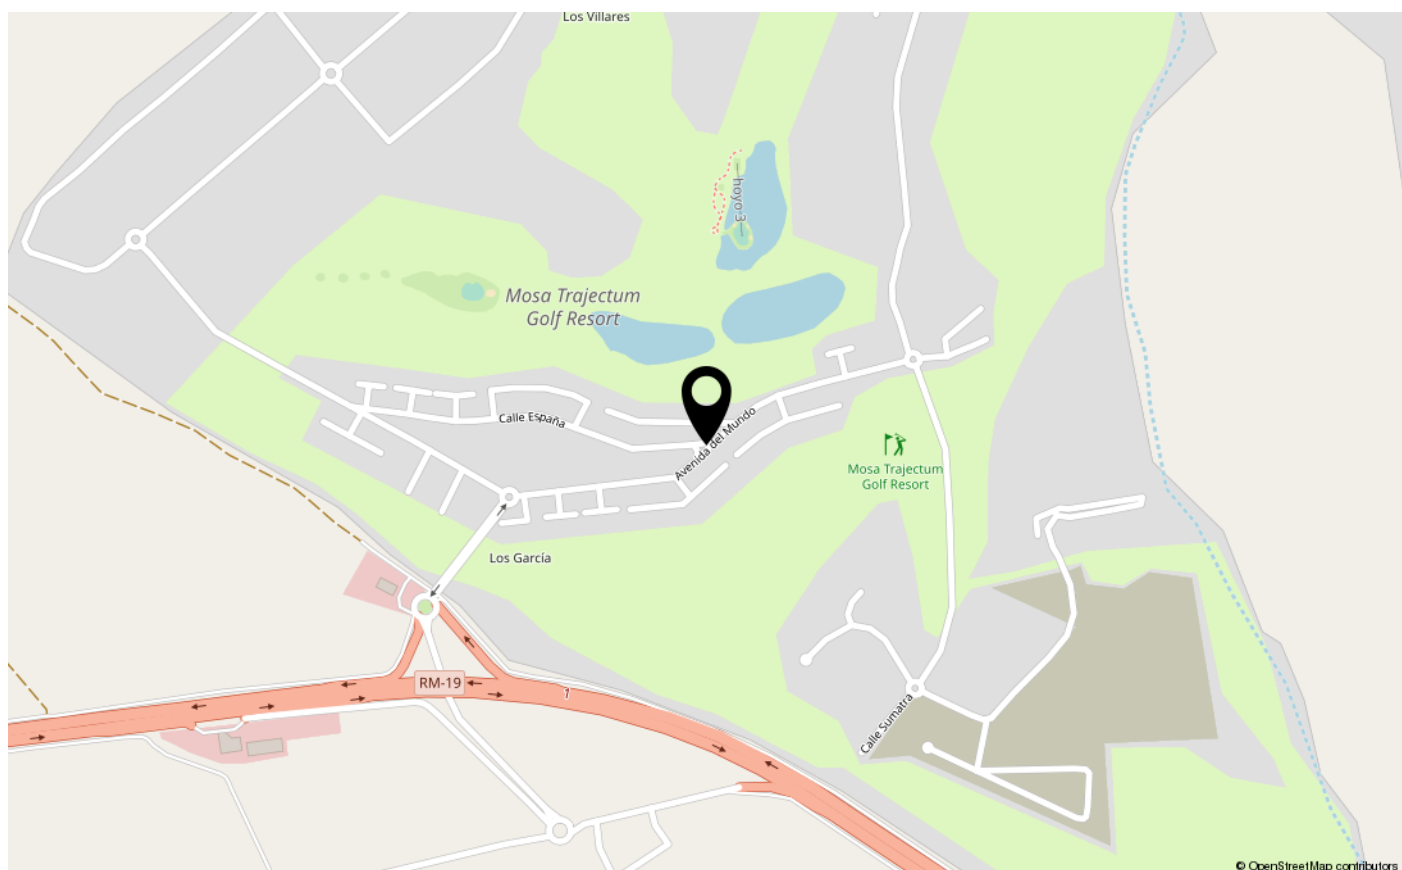 Los Villares
hoyo 3
Mosa Trajectum
Golf Resort
Calle España
Avenida del Mundo
Mosa Trajectum
Golf Resort
Los García
RM-19
1
Calle Sumatra
© OpenStreetMap contributors